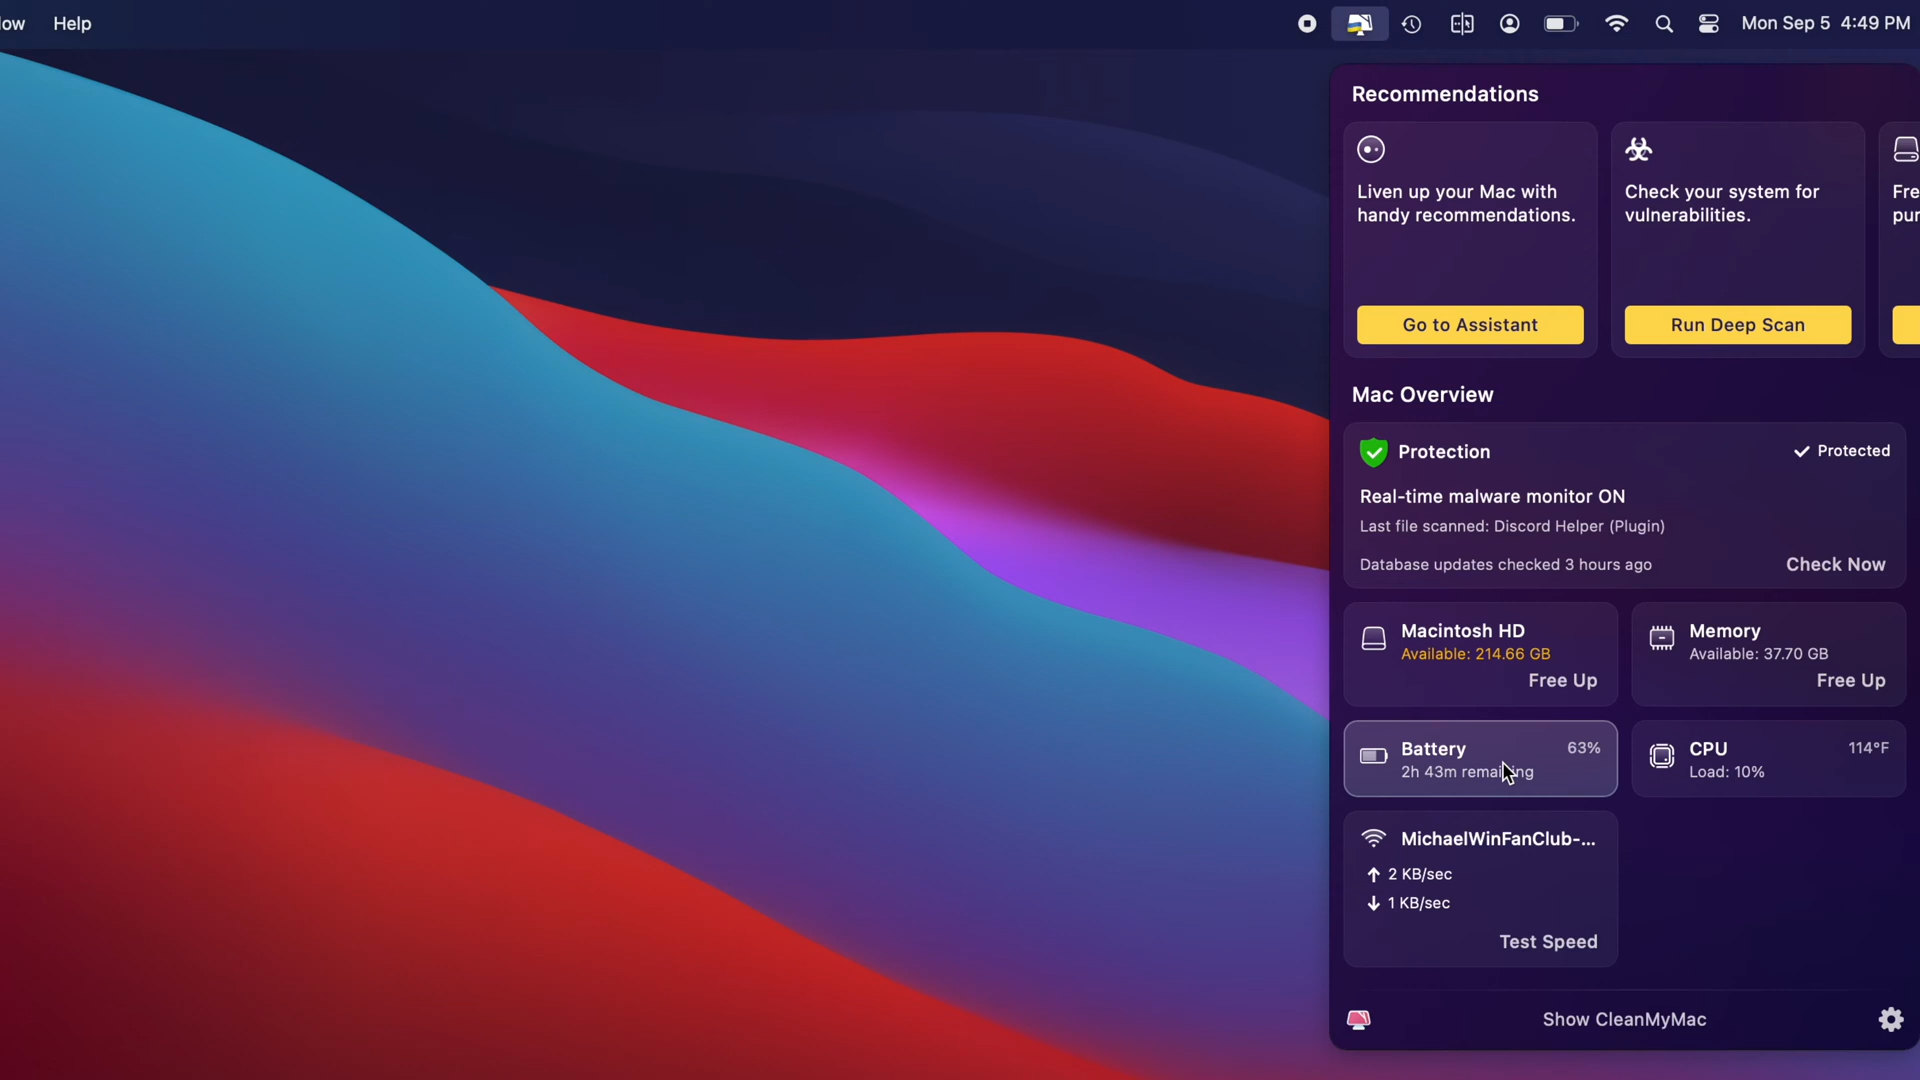 ow Help
Mon Sep 5 4:49 PM
Recommendations
Liven up your Mac with
handy recommendations.
Go to Assistant
Check your system for
vulnerabilities.
Run Deep Scan
Fre
pur
Mac Overview
Protection
Protected
Real-time malware monitor ON
Last file scanned: Discord Helper (Plugin)
Database updates checked 3 hours ago
Check Now
Macintosh HD
Available: 214.66 GB
Free Up
Memory
Available: 37.70 GB
Free Up
Battery 63%
2h 43m remaining
CPU 114°F
Load: 10%
MichaelWinFanClub-...
2 KB/sec
1 KB/sec
Test Speed
Show CleanMyMac